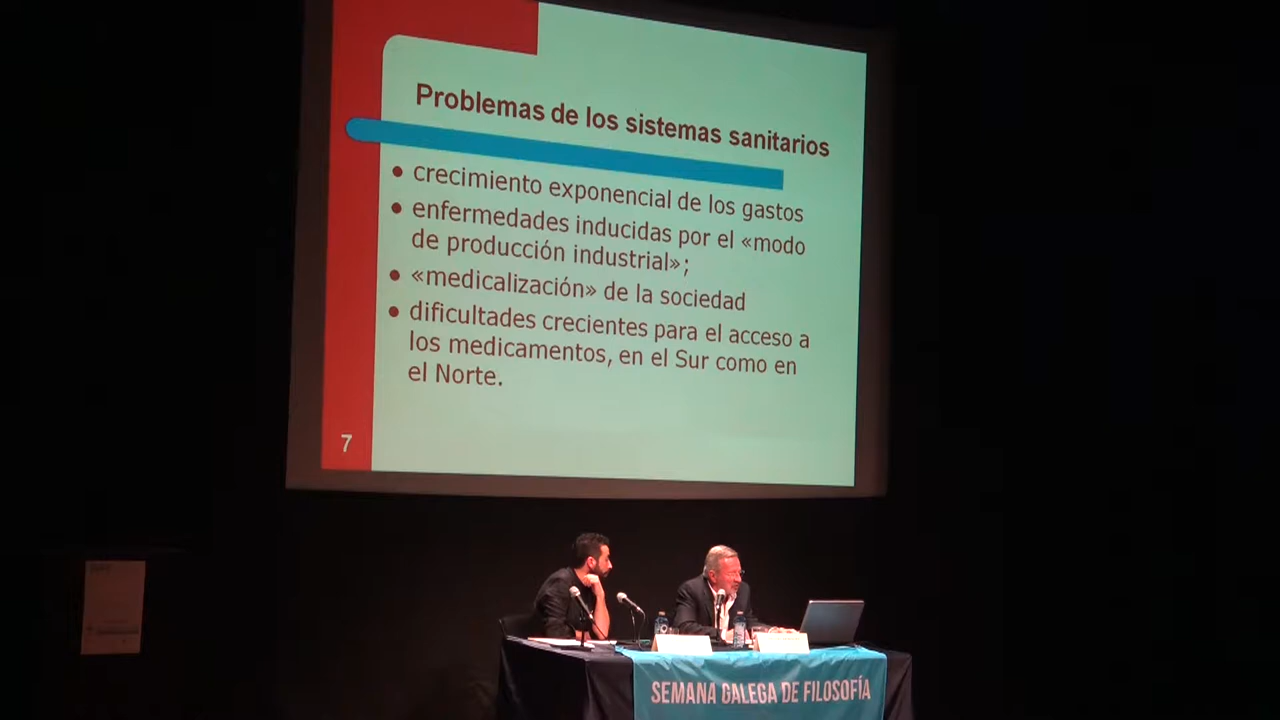 Problemas de los sistemas sanitarios
• crecimiento exponencial de los gastos
• enfermedades inducidas por el «modo
de producción industrial»;
• «medicalización» de la sociedad
• dificultades crecientes para el acceso a
los medicamentos, en el Sur como en
el Norte.
7
SEMANA GALEGA DE FILOSOFÍA